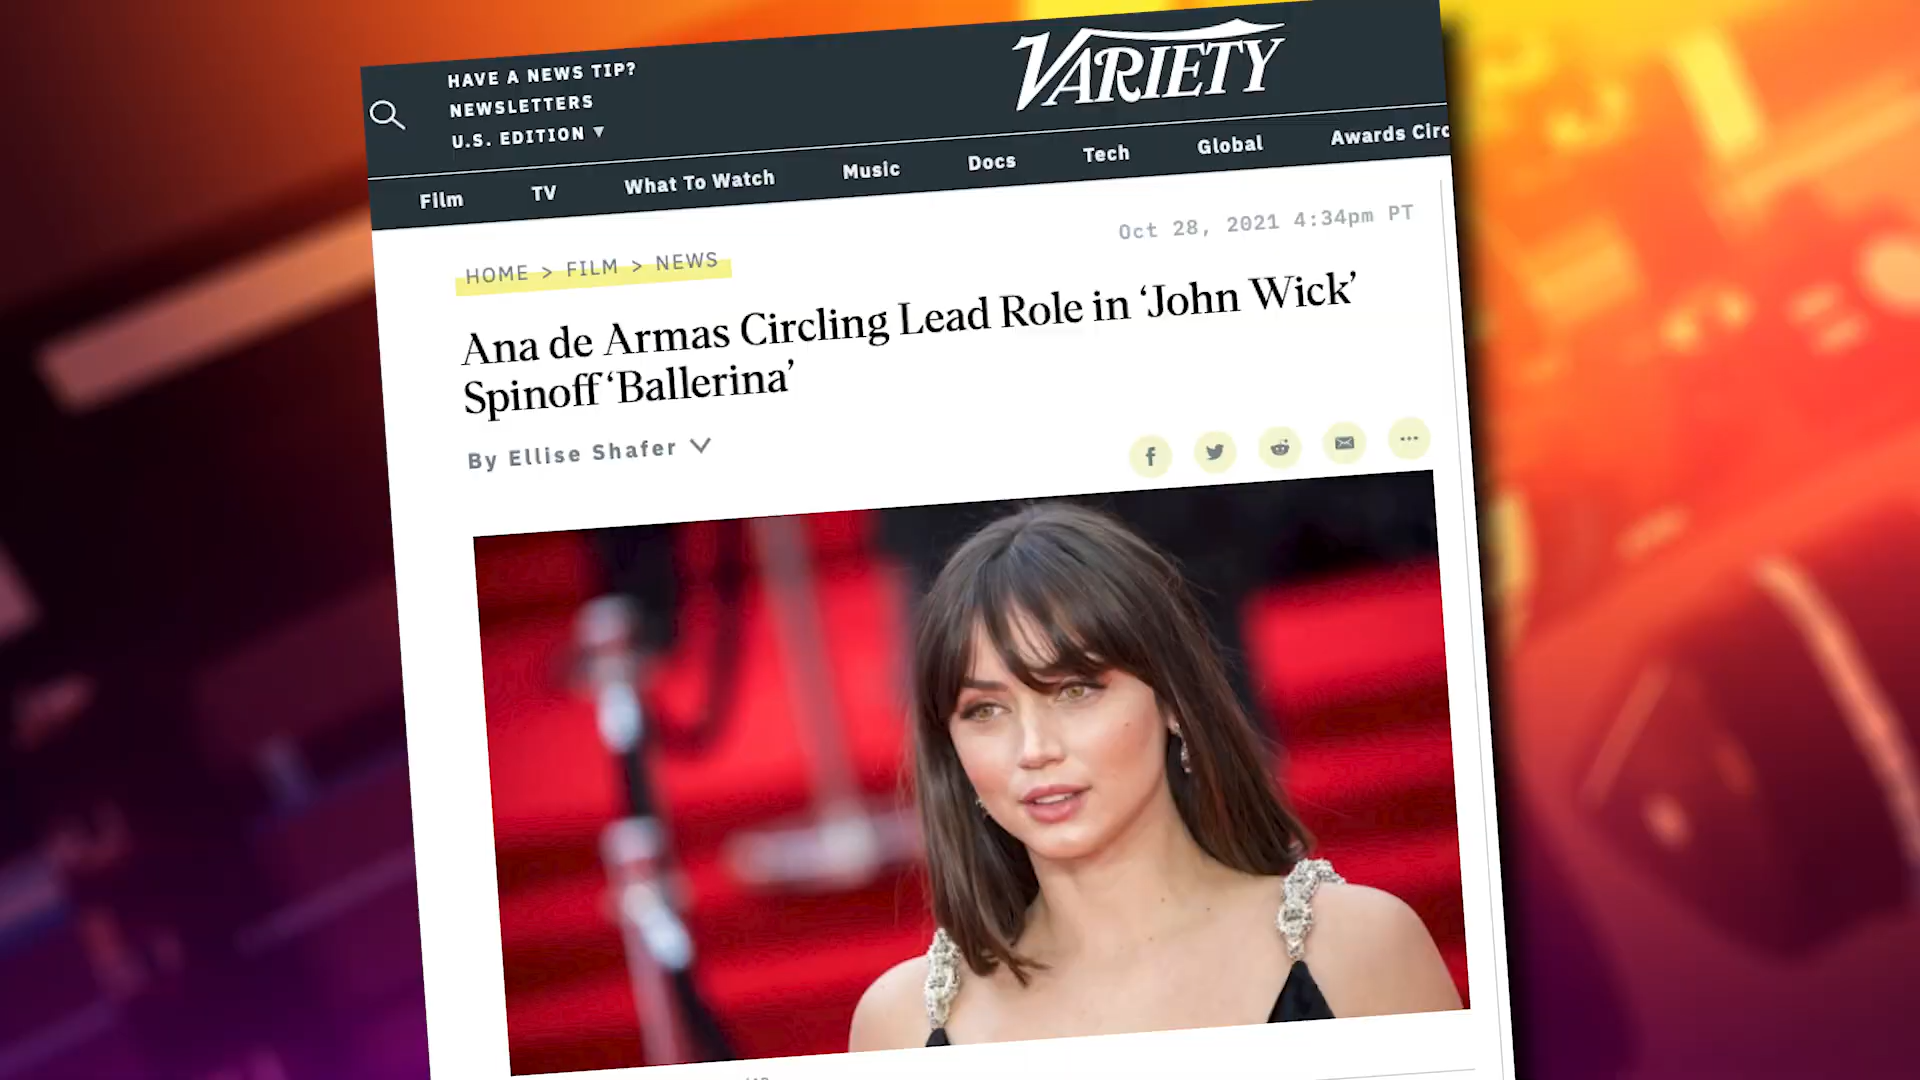 HAVE A NEWS TIP?
NEWSLETTERS
U.S. EDITION ▼
VARIETY
Film TV What To Watch Music Docs Tech Global Awards Circ
Oct 28, 2021 4:34pm PT
HOME > FILM > NEWS
Ana de Armas Circling Lead Role in ‘John Wick’
Spinoff ‘Ballerina’
By Ellise Shafer